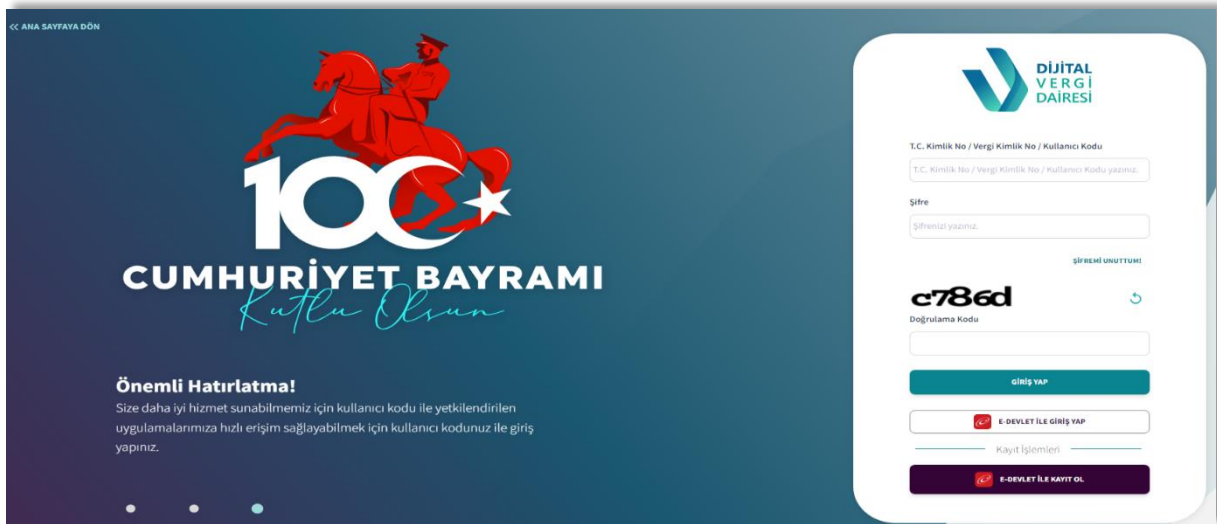 << ANA SAYFAYA DÖN
100
CUMHURİYET BAYRAMI
Kutlu Olsun
Önemli Hatırlatma!
Size daha iyi hizmet sunabilmemiz için kullanıcı kodu ile yetkilendirilen
uygulamalarımıza hızlı erişim sağlayabilmek için kullanıcı kodunuz ile giriş
yapınız.
DİJİTAL
VERGİ
DAİRESİ
T.C. Kimlik No / Vergi Kimlik No / Kullanıcı Kodu
T.C. Kimlik No / Vergi Kimlik No / Kullanıcı Kodu yazınız.
Şifre
Şifrenizi yazınız.
ŞİFREMİ UNUTTUM!
c786d
Doğrulama Kodu
GİRİŞ YAP
E-DEVLET İLE GİRİŞ YAP
Kayıt İşlemleri
E-DEVLET İLE KAYIT OL